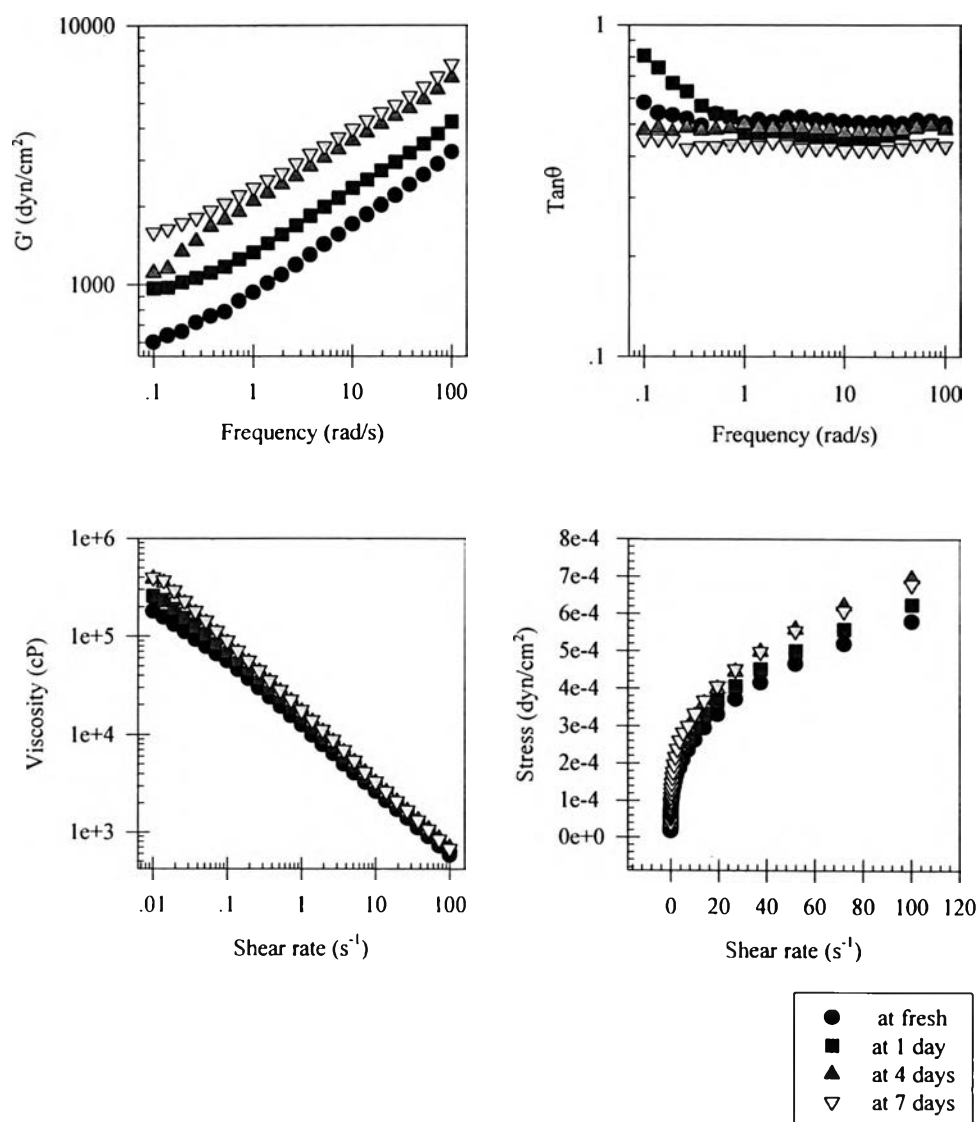 10000
1000
G' (dyn/cm²)
.1 1 10 100
Frequency (rad/s)
1
.1
Tanθ
.1 1 10 100
Frequency (rad/s)
1e+6
1e+5
1e+4
1e+3
Viscosity (cP)
.01 .1 1 10 100
Shear rate (s⁻¹)
8e-4
7e-4
6e-4
5e-4
4e-4
3e-4
2e-4
1e-4
0e+0
Stress (dyn/cm²)
0 20 40 60 80 100 120
Shear rate (s⁻¹)
at fresh
at 1 day
at 4 days
at 7 days